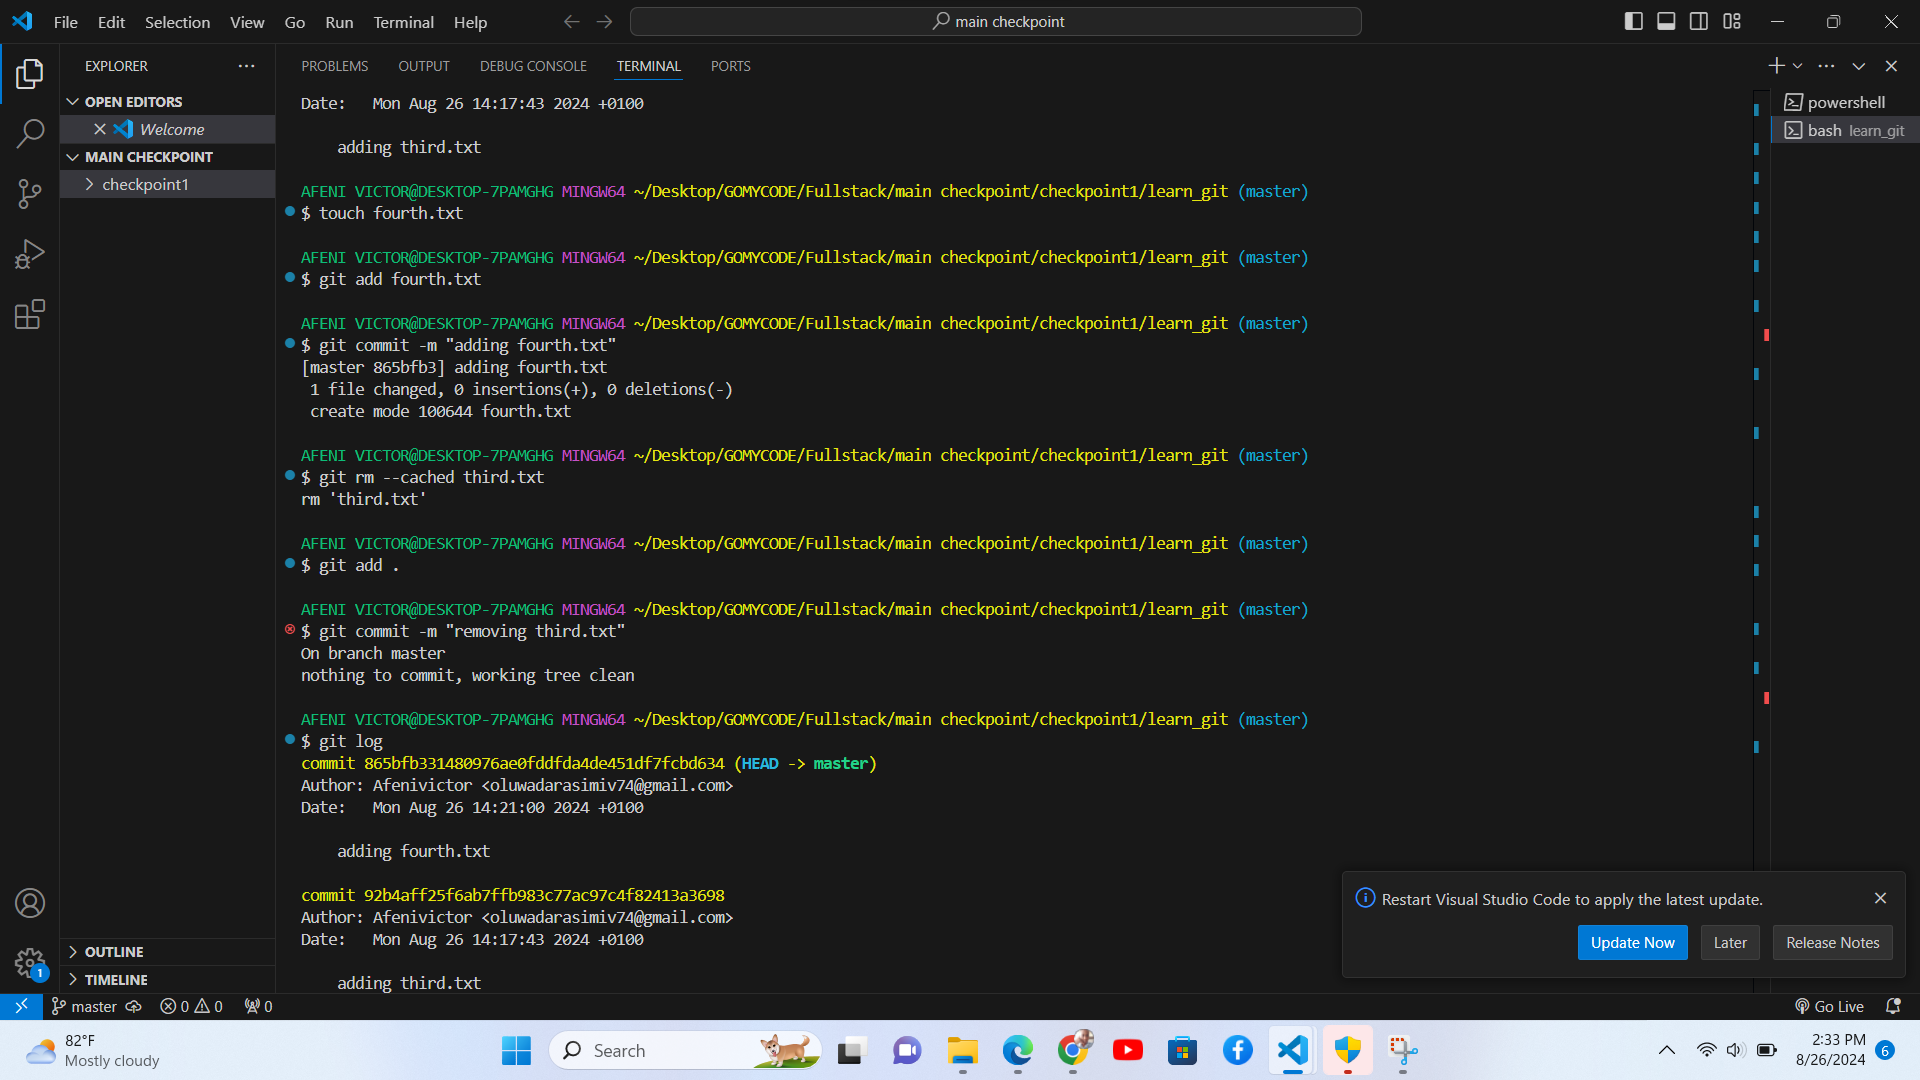 File Edit Selection View Go Run Terminal Help
main checkpoint
EXPLORER
OPEN EDITORS
Welcome
MAIN CHECKPOINT
checkpoint1
OUTLINE
TIMELINE
PROBLEMS OUTPUT DEBUG CONSOLE TERMINAL PORTS
powershell
bash learn_git
Date:   Mon Aug 26 14:17:43 2024 +0100
adding third.txt
AFENI VICTOR@DESKTOP-7PAMGHG MINGW64 ~/Desktop/GOMYCODE/Fullstack/main checkpoint/checkpoint1/learn_git (master)
$ touch fourth.txt
AFENI VICTOR@DESKTOP-7PAMGHG MINGW64 ~/Desktop/GOMYCODE/Fullstack/main checkpoint/checkpoint1/learn_git (master)
$ git add fourth.txt
AFENI VICTOR@DESKTOP-7PAMGHG MINGW64 ~/Desktop/GOMYCODE/Fullstack/main checkpoint/checkpoint1/learn_git (master)
$ git commit -m "adding fourth.txt"
[master 865bfb3] adding fourth.txt
1 file changed, 0 insertions(+), 0 deletions(-)
create mode 100644 fourth.txt
AFENI VICTOR@DESKTOP-7PAMGHG MINGW64 ~/Desktop/GOMYCODE/Fullstack/main checkpoint/checkpoint1/learn_git (master)
$ git rm --cached third.txt
rm 'third.txt'
AFENI VICTOR@DESKTOP-7PAMGHG MINGW64 ~/Desktop/GOMYCODE/Fullstack/main checkpoint/checkpoint1/learn_git (master)
$ git add .
AFENI VICTOR@DESKTOP-7PAMGHG MINGW64 ~/Desktop/GOMYCODE/Fullstack/main checkpoint/checkpoint1/learn_git (master)
$ git commit -m "removing third.txt"
On branch master
nothing to commit, working tree clean
AFENI VICTOR@DESKTOP-7PAMGHG MINGW64 ~/Desktop/GOMYCODE/Fullstack/main checkpoint/checkpoint1/learn_git (master)
$ git log
commit 865bfb331480976ae0fddfda4de451df7fcbd634 (HEAD -> master)
Author: Afenivictor <oluwadarasimiv74@gmail.com>
Date:   Mon Aug 26 14:21:00 2024 +0100
adding fourth.txt
commit 92b4aff25f6ab7ffb983c77ac97c4f82413a3698
Author: Afenivictor <oluwadarasimiv74@gmail.com>
Date:   Mon Aug 26 14:17:43 2024 +0100
adding third.txt
Restart Visual Studio Code to apply the latest update.
Update Now Later Release Notes
1
master 0 0 0
Go Live
82°F
Mostly cloudy
Search
2:33 PM
8/26/2024
6